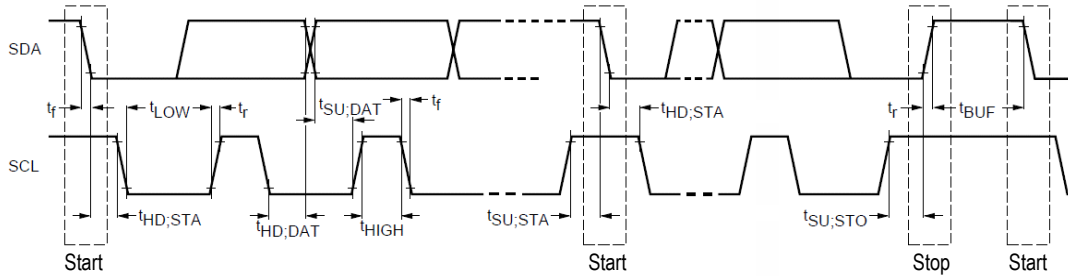 SDA
t_f t_LOW t_r t_SU;DAT t_f t_HD;STA t_r t_BUF
SCL
t_HD;STA t_HD;DAT t_HIGH t_SU;STA t_SU;STO
Start Start Stop Start